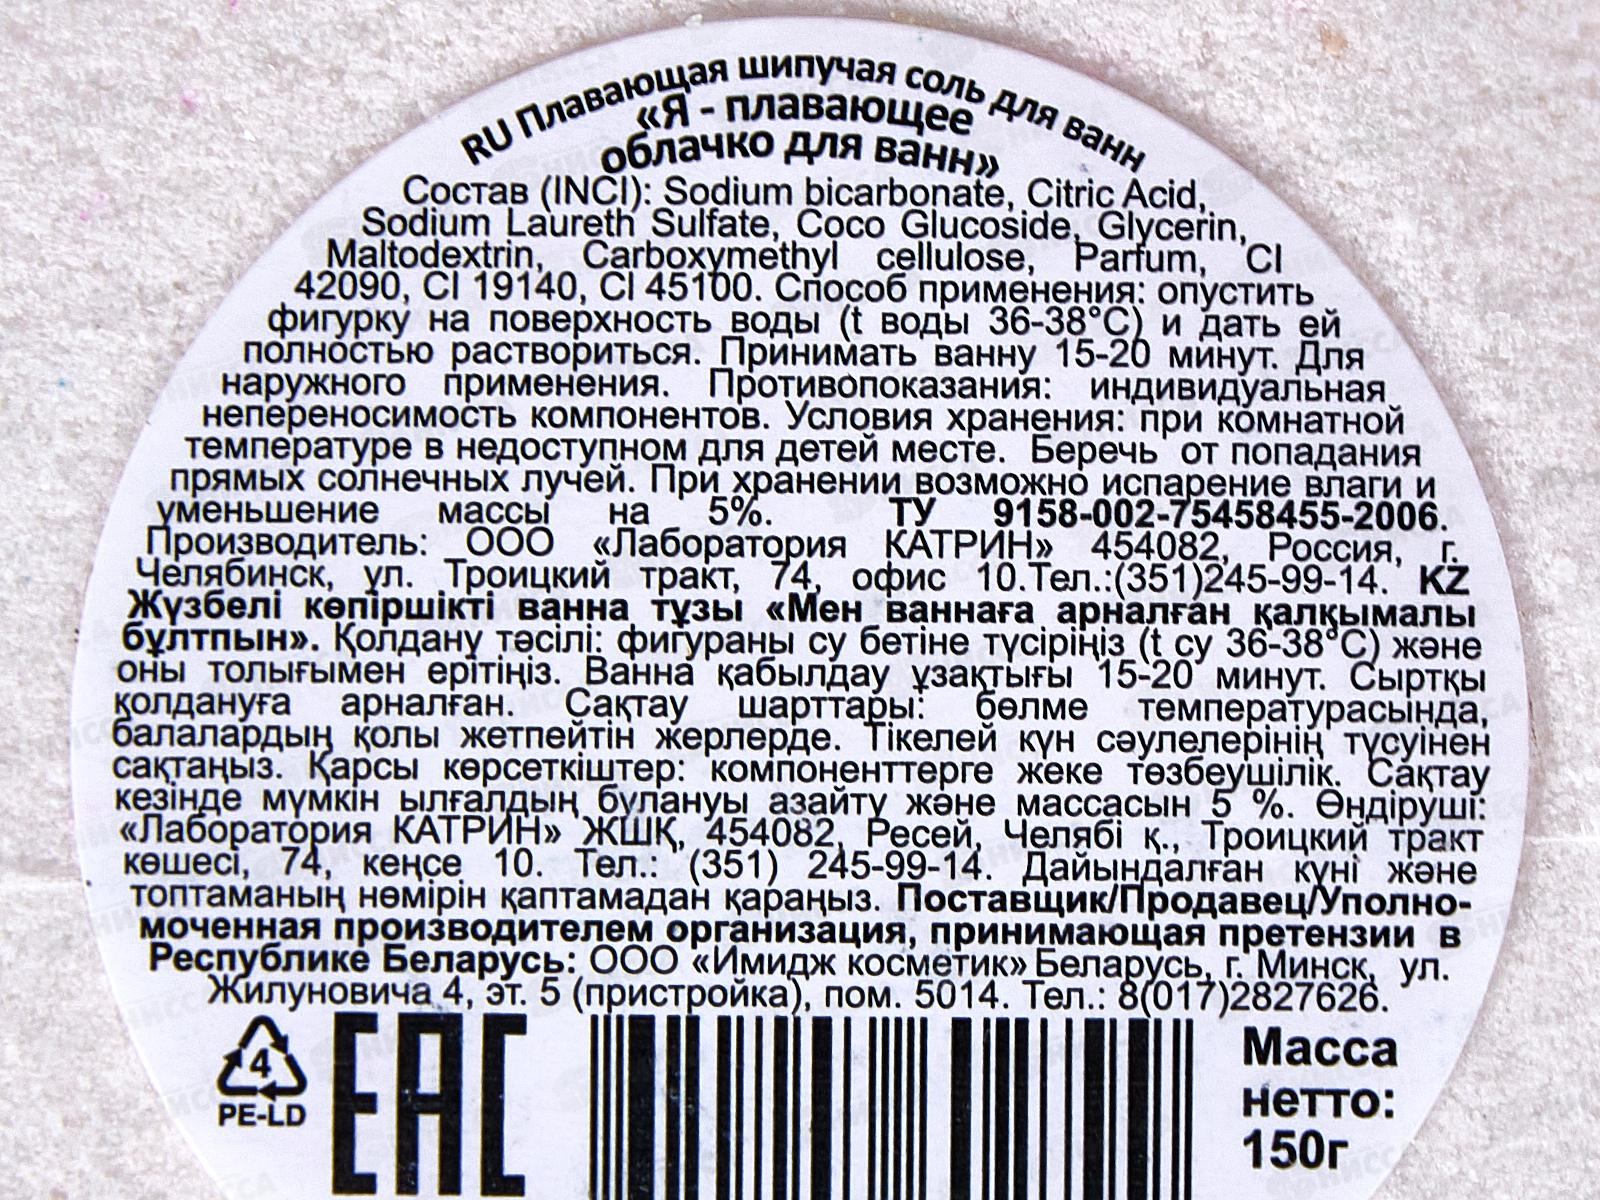 RU Плавающая шипучая соль для ванн
«Я - плавающее
облачко для ванн»
Состав (INCI): Sodium bicarbonate, Citric Acid,
Sodium Laureth Sulfate, Coco Glucoside, Glycerin,
Maltodextrin, Carboxymethyl cellulose, Parfum, CI
42090, CI 19140, CI 45100. Способ применения: опустить
фигурку на поверхность воды (t воды 36-38°C) и дать ей
полностью раствориться. Принимать ванну 15-20 минут. Для
наружного применения. Противопоказания: индивидуальная
непереносимость компонентов. Условия хранения: при комнатной
температуре в недоступном для детей месте. Беречь от попадания
прямых солнечных лучей. При хранении возможно испарение влаги и
уменьшение массы на 5%. ТУ 9158-002-75458455-2006.
Производитель: ООО «Лаборатория КАТРИН» 454082, Россия, г.
Челябинск, ул. Троицкий тракт, 74, офис 10.Тел.:(351)245-99-14. KZ
Жүзбелі көпіршікті ванна тұзы «Мен ваннаға арналған қалқымалы
бұлтпын». Қолдану тәсілі: фигураны су бетіне түсіріңіз (t су 36-38°C) және
оны толығымен ерітіңіз. Ванна қабылдау ұзақтығы 15-20 минут. Сыртқы
қолдануға арналған. Сақтау шарттары: бөлме температурасында,
балалардың қолы жетпейтін жерлерде. Тікелей күн сәулелерінің түсуінен
сақтаңыз. Қарсы көрсеткіштер: компоненттерге жеке төзбеушілік. Сақтау
кезінде мүмкін ылғалдың булануы азайту және массасын 5 %. Өндіруші:
«Лаборатория КАТРИН» ЖШҚ, 454082, Ресей, Челябі қ., Троицкий тракт
көшесі, 74, кеңсе 10. Тел.: (351) 245-99-14. Дайындалған күні және
топтаманың нөмірін қаптамадан қараңыз. Поставщик/Продавец/Уполно-
моченная производителем организация, принимающая претензии в
Республике Беларусь: ООО «Имидж косметик» Беларусь, г. Минск, ул.
Жилуновича 4, эт. 5 (пристройка), пом. 5014. Тел.: 8(017)2827626.
4
PE-LD
EAC
Масса
нетто:
150г